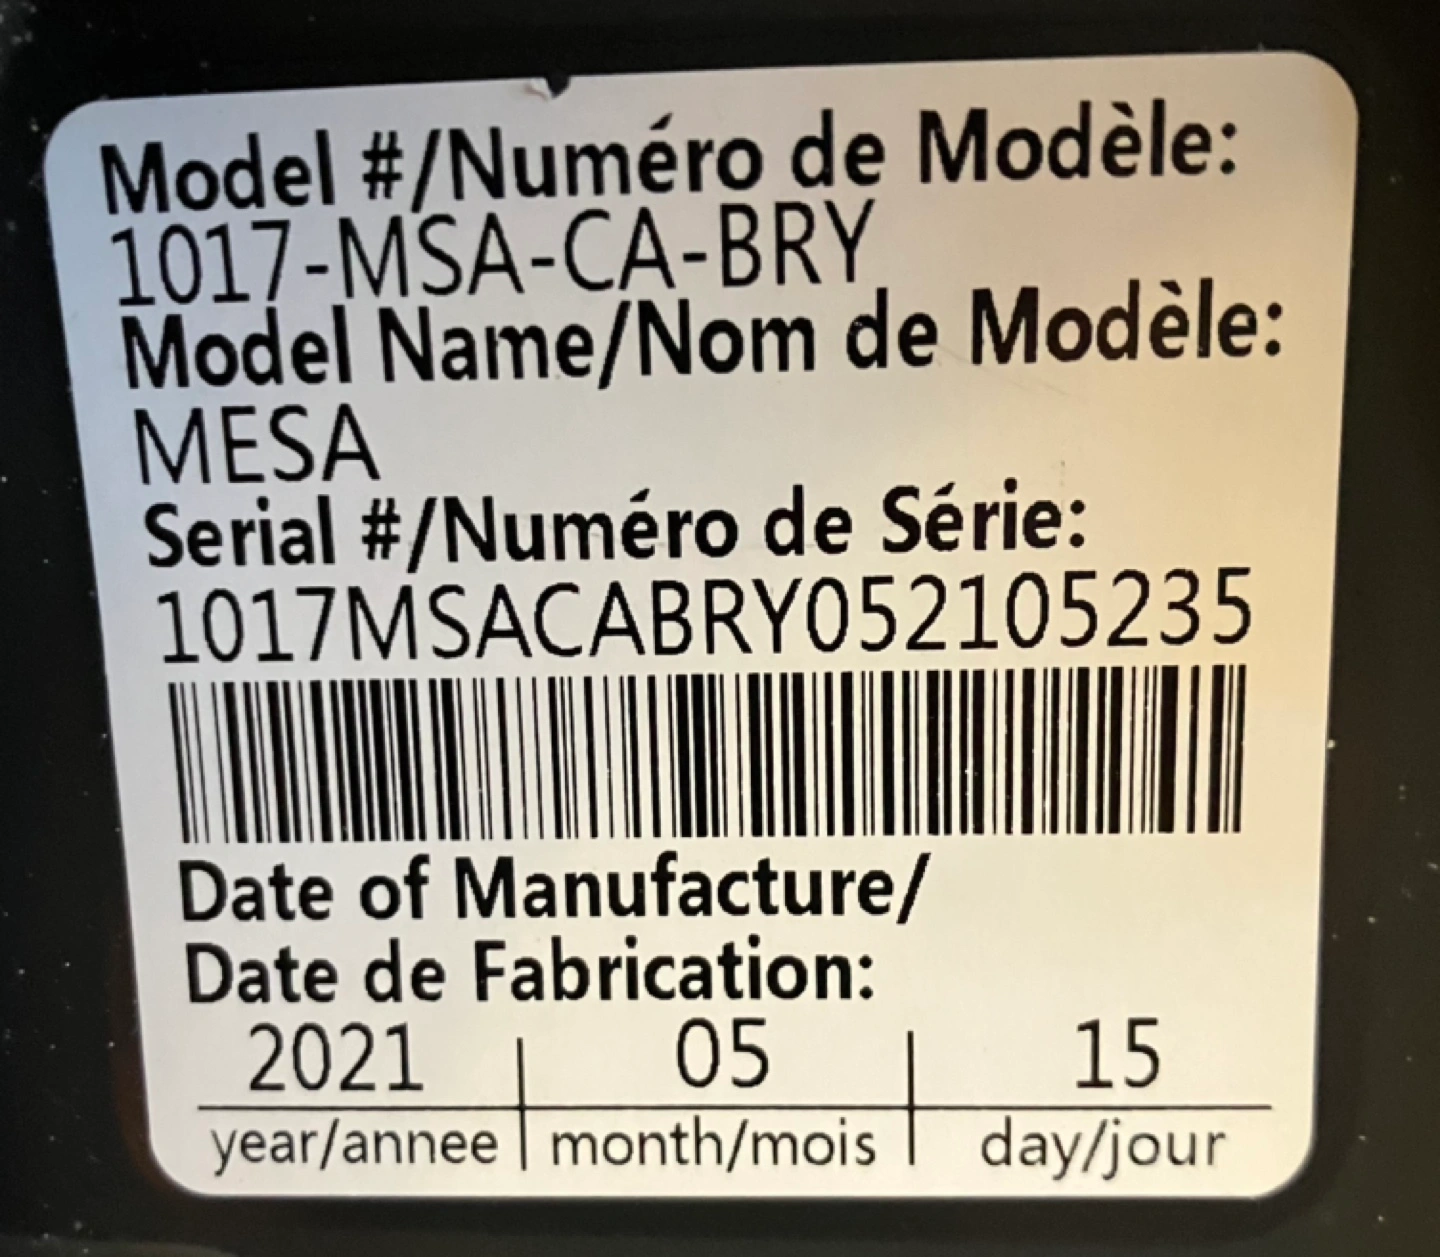 Model #/Numéro de Modèle:
1017-MSA-CA-BRY
Model Name/Nom de Modèle:
MESA
Serial #/Numéro de Série:
1017MSACABRY052105235
Date of Manufacture/
Date de Fabrication:
2021 | 05 | 15
year/annee | month/mois | day/jour